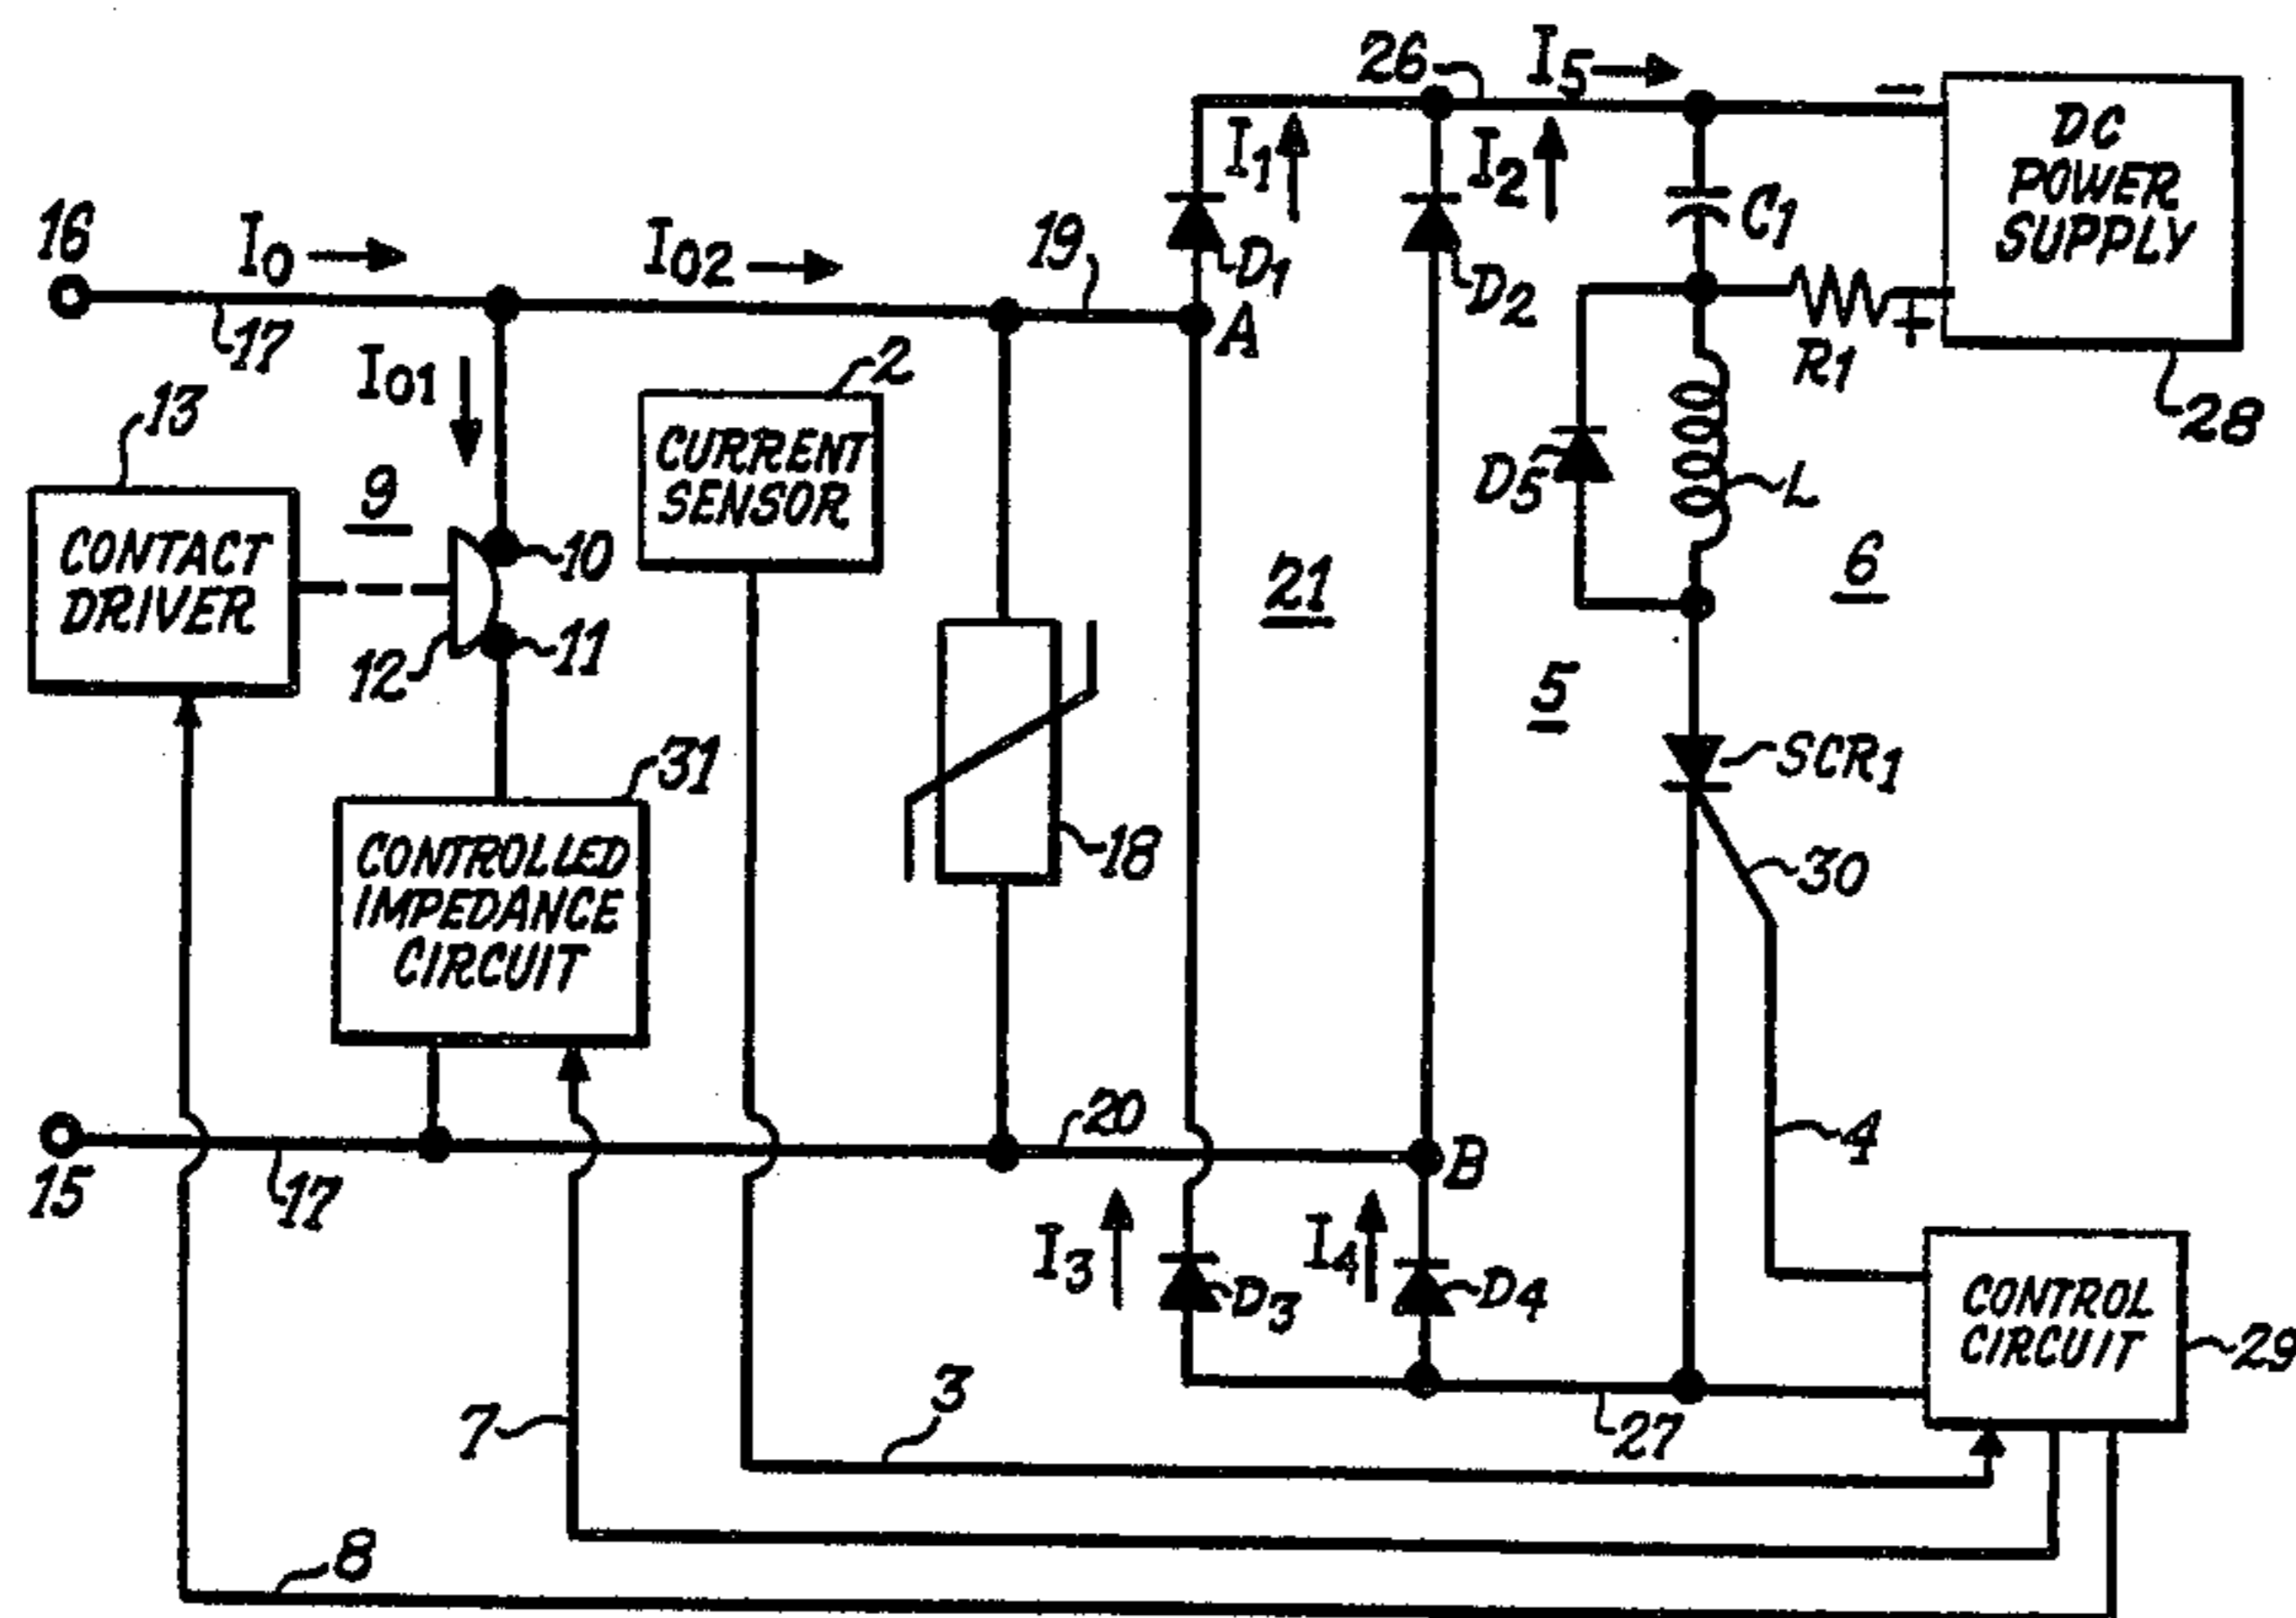 26
I5
DC
POWER
SUPPLY
−
+
28
I1
I2
C1
R1
16
I0
I02
19
D1
D2
A
17
I01
2
CURRENT
SENSOR
13
CONTACT
DRIVER
9
10
11
12
D5
L
6
21
5
SCR1
31
CONTROLLED
IMPEDANCE
CIRCUIT
18
30
4
20
B
15
17
I3
D3
I4
D4
CONTROL
CIRCUIT
29
27
3
7
8